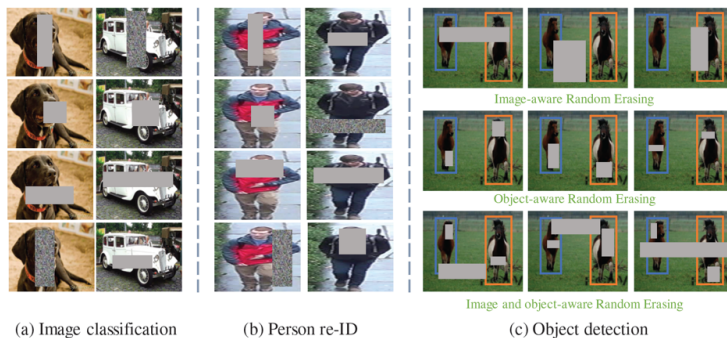 Image-aware Random Erasing
Object-aware Random Erasing
Image and object-aware Random Erasing
(a) Image classification
(b) Person re-ID
(c) Object detection